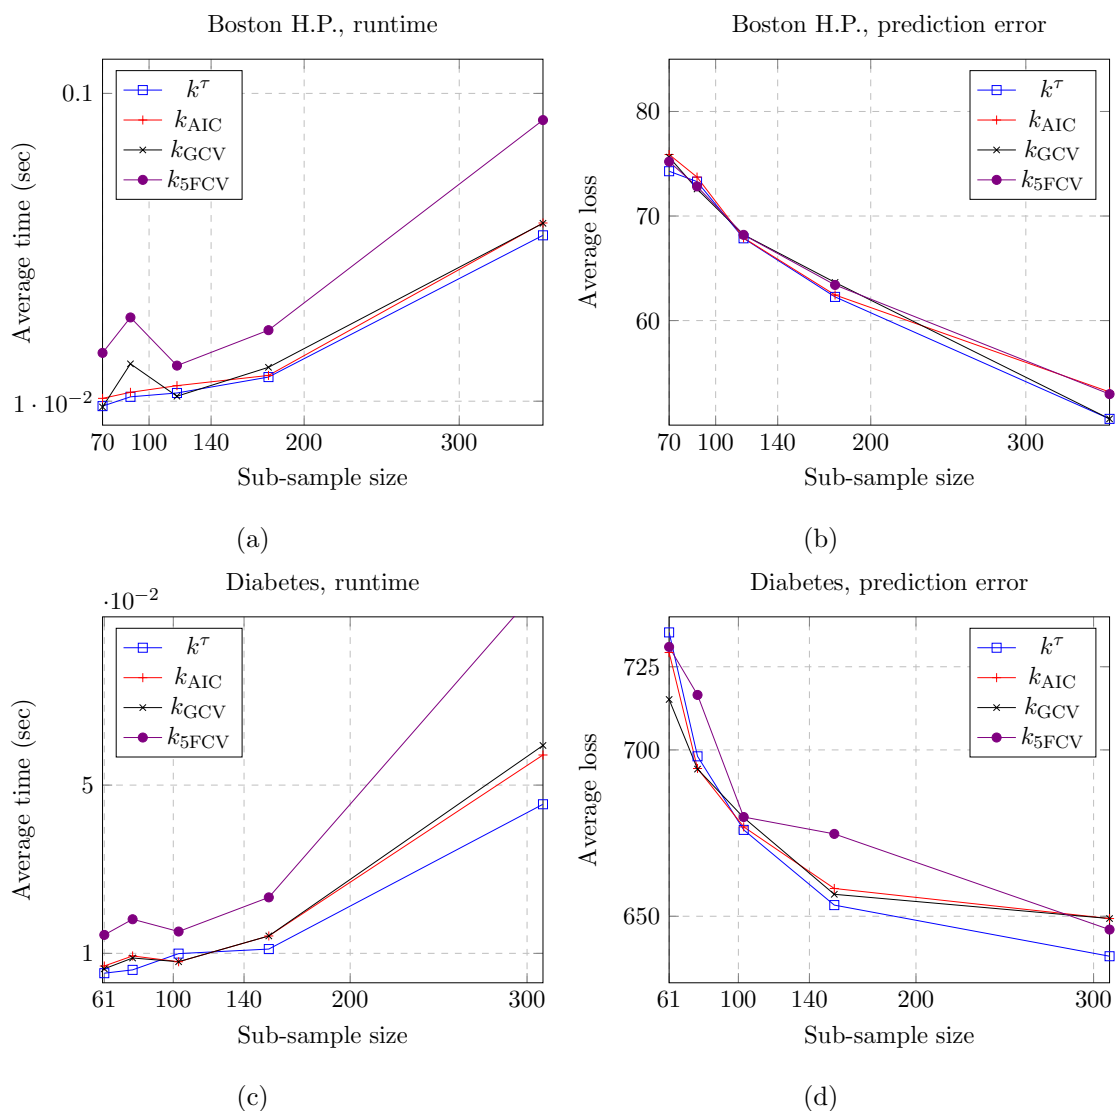 Boston H.P., runtime
0.1
1 · 10⁻²
70 100 140 200 300
Average time (sec)
Sub-sample size
k^τ
k_AIC
k_GCV
k_5FCV
(a)
Boston H.P., prediction error
80
70
60
70 100 140 200 300
Average loss
Sub-sample size
k^τ
k_AIC
k_GCV
k_5FCV
(b)
Diabetes, runtime
·10⁻²
5
1
61 100 140 200 300
Average time (sec)
Sub-sample size
k^τ
k_AIC
k_GCV
k_5FCV
(c)
Diabetes, prediction error
725
700
650
61 100 140 200 300
Average loss
Sub-sample size
k^τ
k_AIC
k_GCV
k_5FCV
(d)